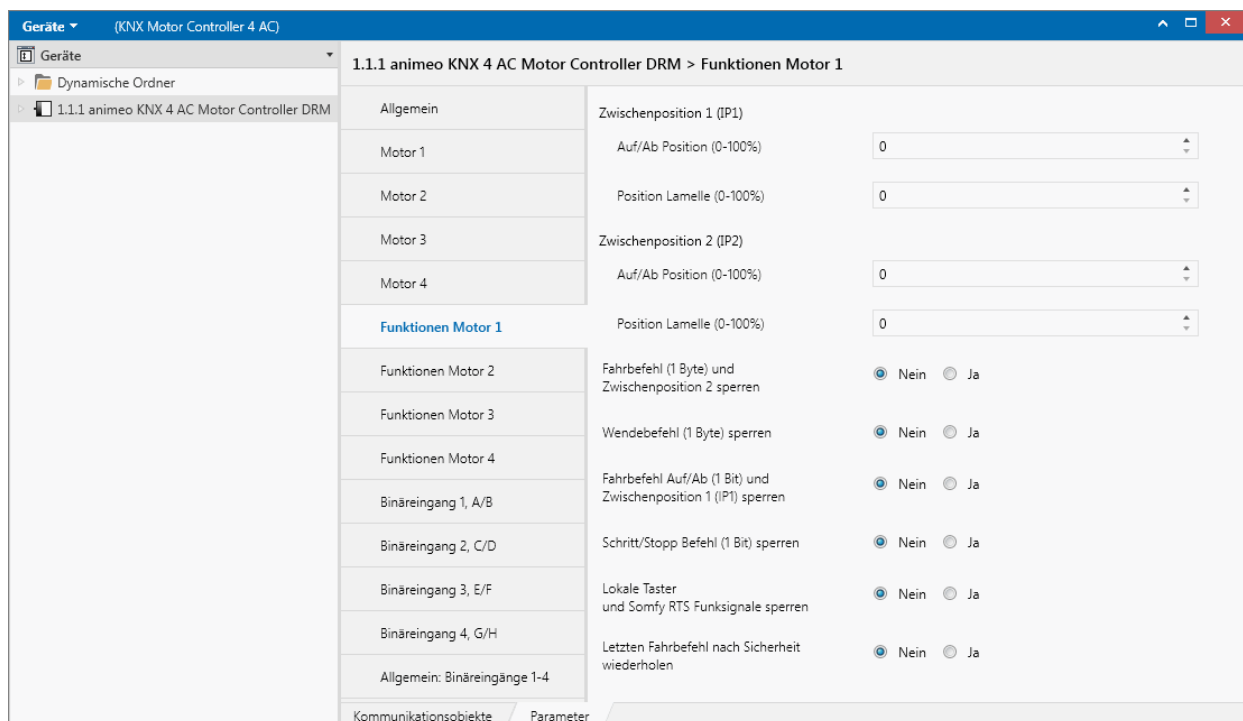 Geräte
(KNX Motor Controller 4 AC)
Geräte
Dynamische Ordner
1.1.1 animeo KNX 4 AC Motor Controller DRM
1.1.1 animeo KNX 4 AC Motor Controller DRM > Funktionen Motor 1
Allgemein
Motor 1
Motor 2
Motor 3
Motor 4
Funktionen Motor 1
Funktionen Motor 2
Funktionen Motor 3
Funktionen Motor 4
Binäreingang 1, A/B
Binäreingang 2, C/D
Binäreingang 3, E/F
Binäreingang 4, G/H
Allgemein: Binäreingänge 1-4
Zwischenposition 1 (IP1)
Auf/Ab Position (0-100%)
0
Position Lamelle (0-100%)
0
Zwischenposition 2 (IP2)
Auf/Ab Position (0-100%)
0
Position Lamelle (0-100%)
0
Fahrbefehl (1 Byte) und
Zwischenposition 2 sperren
Nein Ja
Wendebefehl (1 Byte) sperren
Nein Ja
Fahrbefehl Auf/Ab (1 Bit) und
Zwischenposition 1 (IP1) sperren
Nein Ja
Schritt/Stopp Befehl (1 Bit) sperren
Nein Ja
Lokale Taster
und Somfy RTS Funksignale sperren
Nein Ja
Letzten Fahrbefehl nach Sicherheit
wiederholen
Nein Ja
Kommunikationsobjekte
Parameter